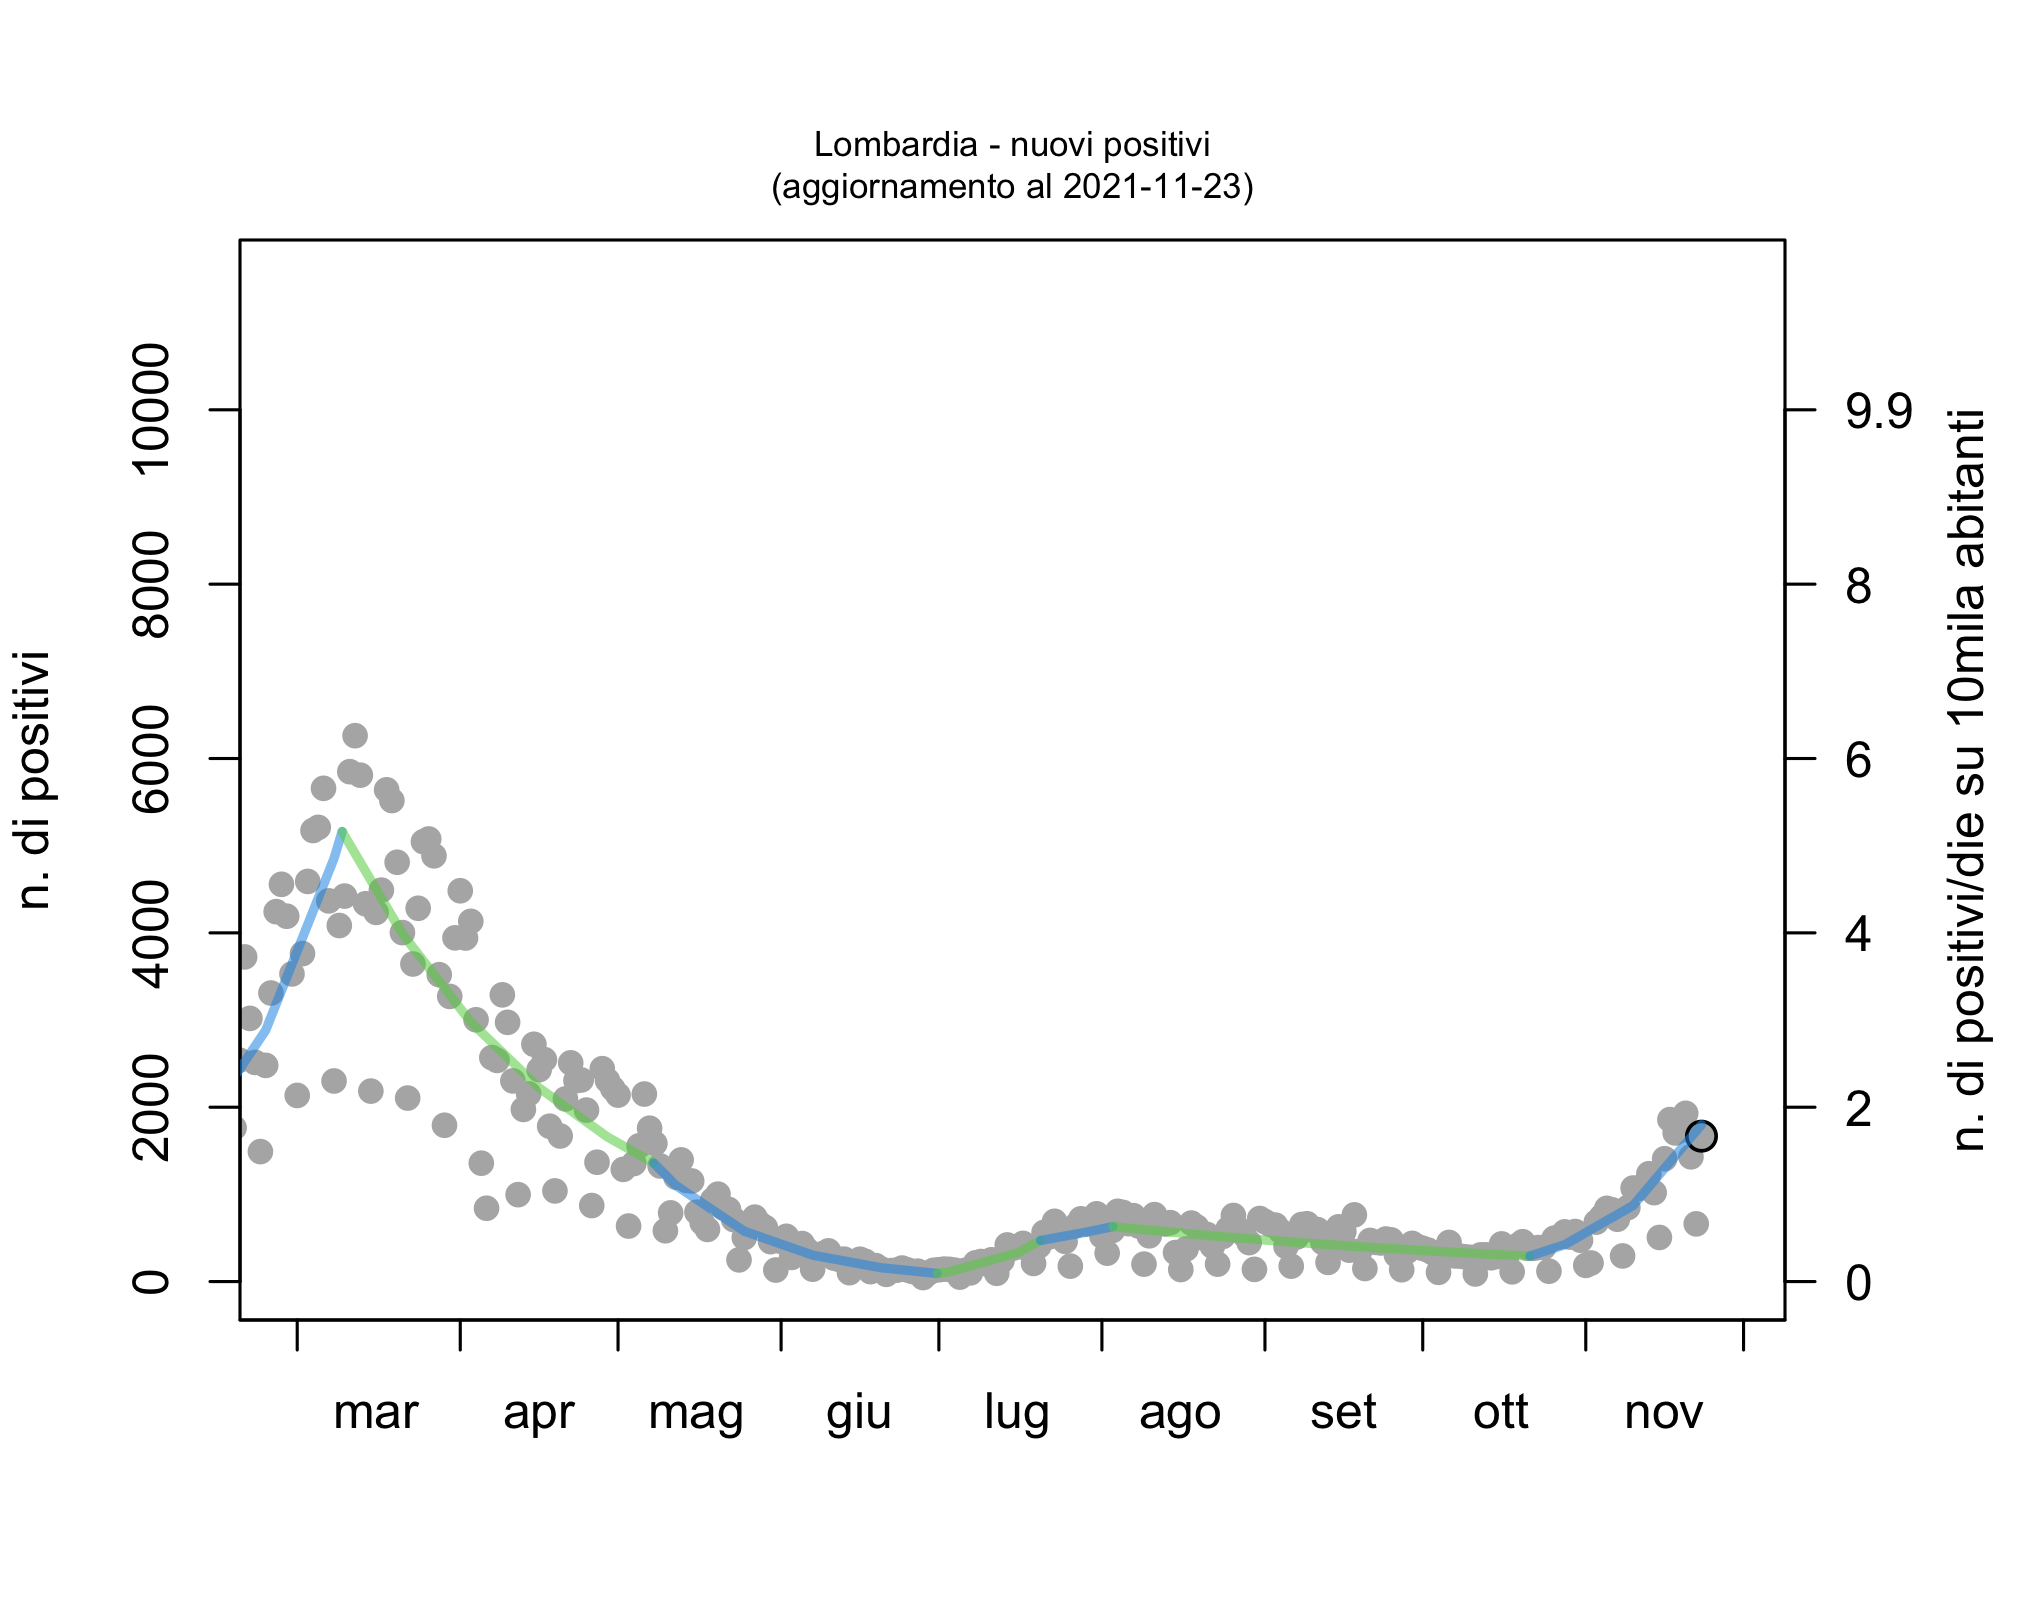 Lombardia - nuovi positivi
(aggiornamento al 2021-11-23)
n. di positivi
0
2000
4000
6000
8000
10000
0
2
4
6
8
9.9
n. di positivi/die su 10mila abitanti
mar apr mag giu lug ago set ott nov